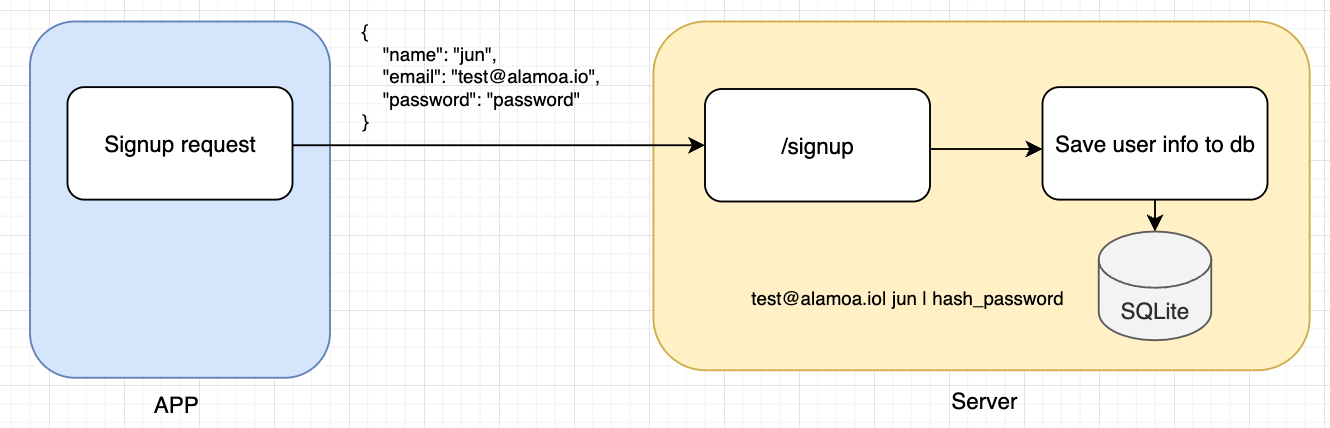 {
"name": "jun",
"email": "test@alamoa.io",
"password": "password"
}
Signup request
/signup
Save user info to db
test@alamoa.iol jun | hash_password
SQLite
APP
Server